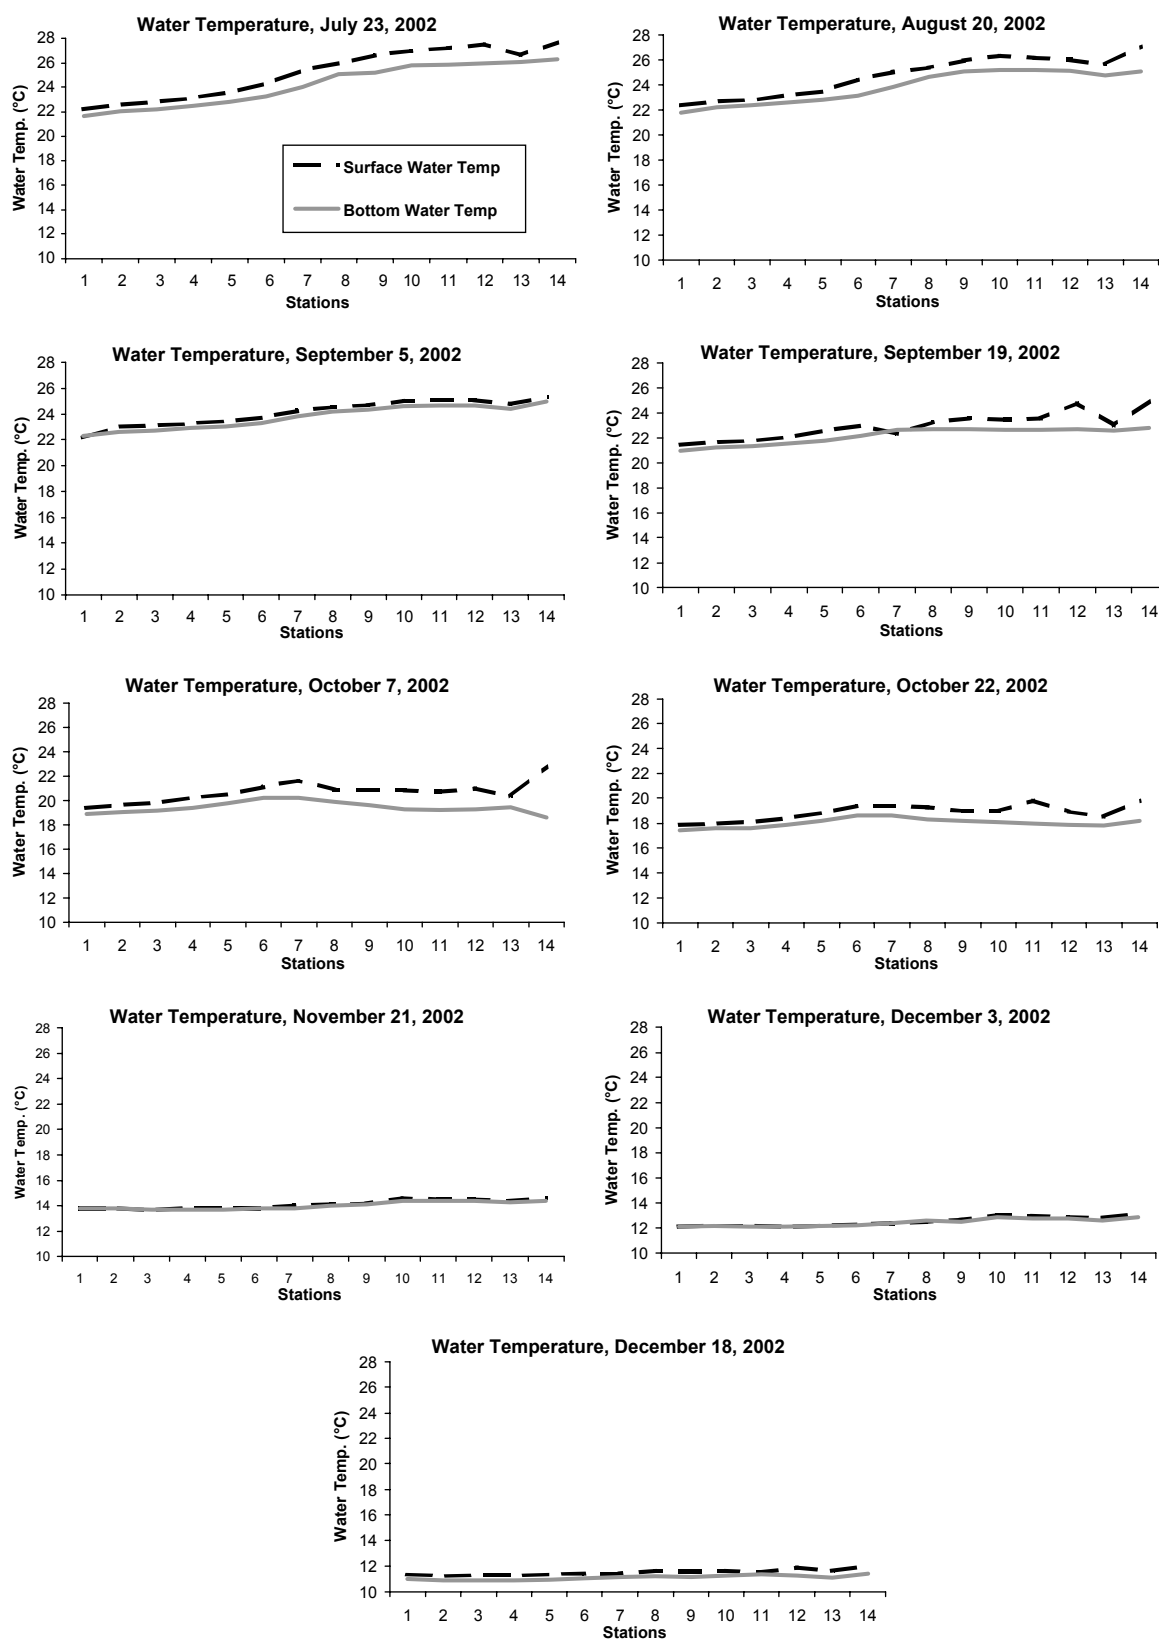 Water Temperature, July 23, 2002
28
26
24
22
20
18
16
14
12
10
Water Temp. (°C)
Surface Water Temp
Bottom Water Temp
1 2 3 4 5 6 7 8 9 10 11 12 13 14
Stations
Water Temperature, August 20, 2002
28
26
24
22
20
18
16
14
12
10
Water Temp. (°C)
1 2 3 4 5 6 7 8 9 10 11 12 13 14
Stations
Water Temperature, September 5, 2002
28
26
24
22
20
18
16
14
12
10
Water Temp. (°C)
1 2 3 4 5 6 7 8 9 10 11 12 13 14
Stations
Water Temperature, September 19, 2002
28
26
24
22
20
18
16
14
12
10
Water Temp. (°C)
1 2 3 4 5 6 7 8 9 10 11 12 13 14
Stations
Water Temperature, October 7, 2002
28
26
24
22
20
18
16
14
12
10
Water Temp. (°C)
1 2 3 4 5 6 7 8 9 10 11 12 13 14
Stations
Water Temperature, October 22, 2002
28
26
24
22
20
18
16
14
12
10
Water Temp. (°C)
1 2 3 4 5 6 7 8 9 10 11 12 13 14
Stations
Water Temperature, November 21, 2002
28
26
24
22
20
18
16
14
12
10
Water Temp. (°C)
1 2 3 4 5 6 7 8 9 10 11 12 13 14
Stations
Water Temperature, December 3, 2002
28
26
24
22
20
18
16
14
12
10
Water Temp. (°C)
1 2 3 4 5 6 7 8 9 10 11 12 13 14
Stations
Water Temperature, December 18, 2002
28
26
24
22
20
18
16
14
12
10
Water Temp. (°C)
1 2 3 4 5 6 7 8 9 10 11 12 13 14
Stations